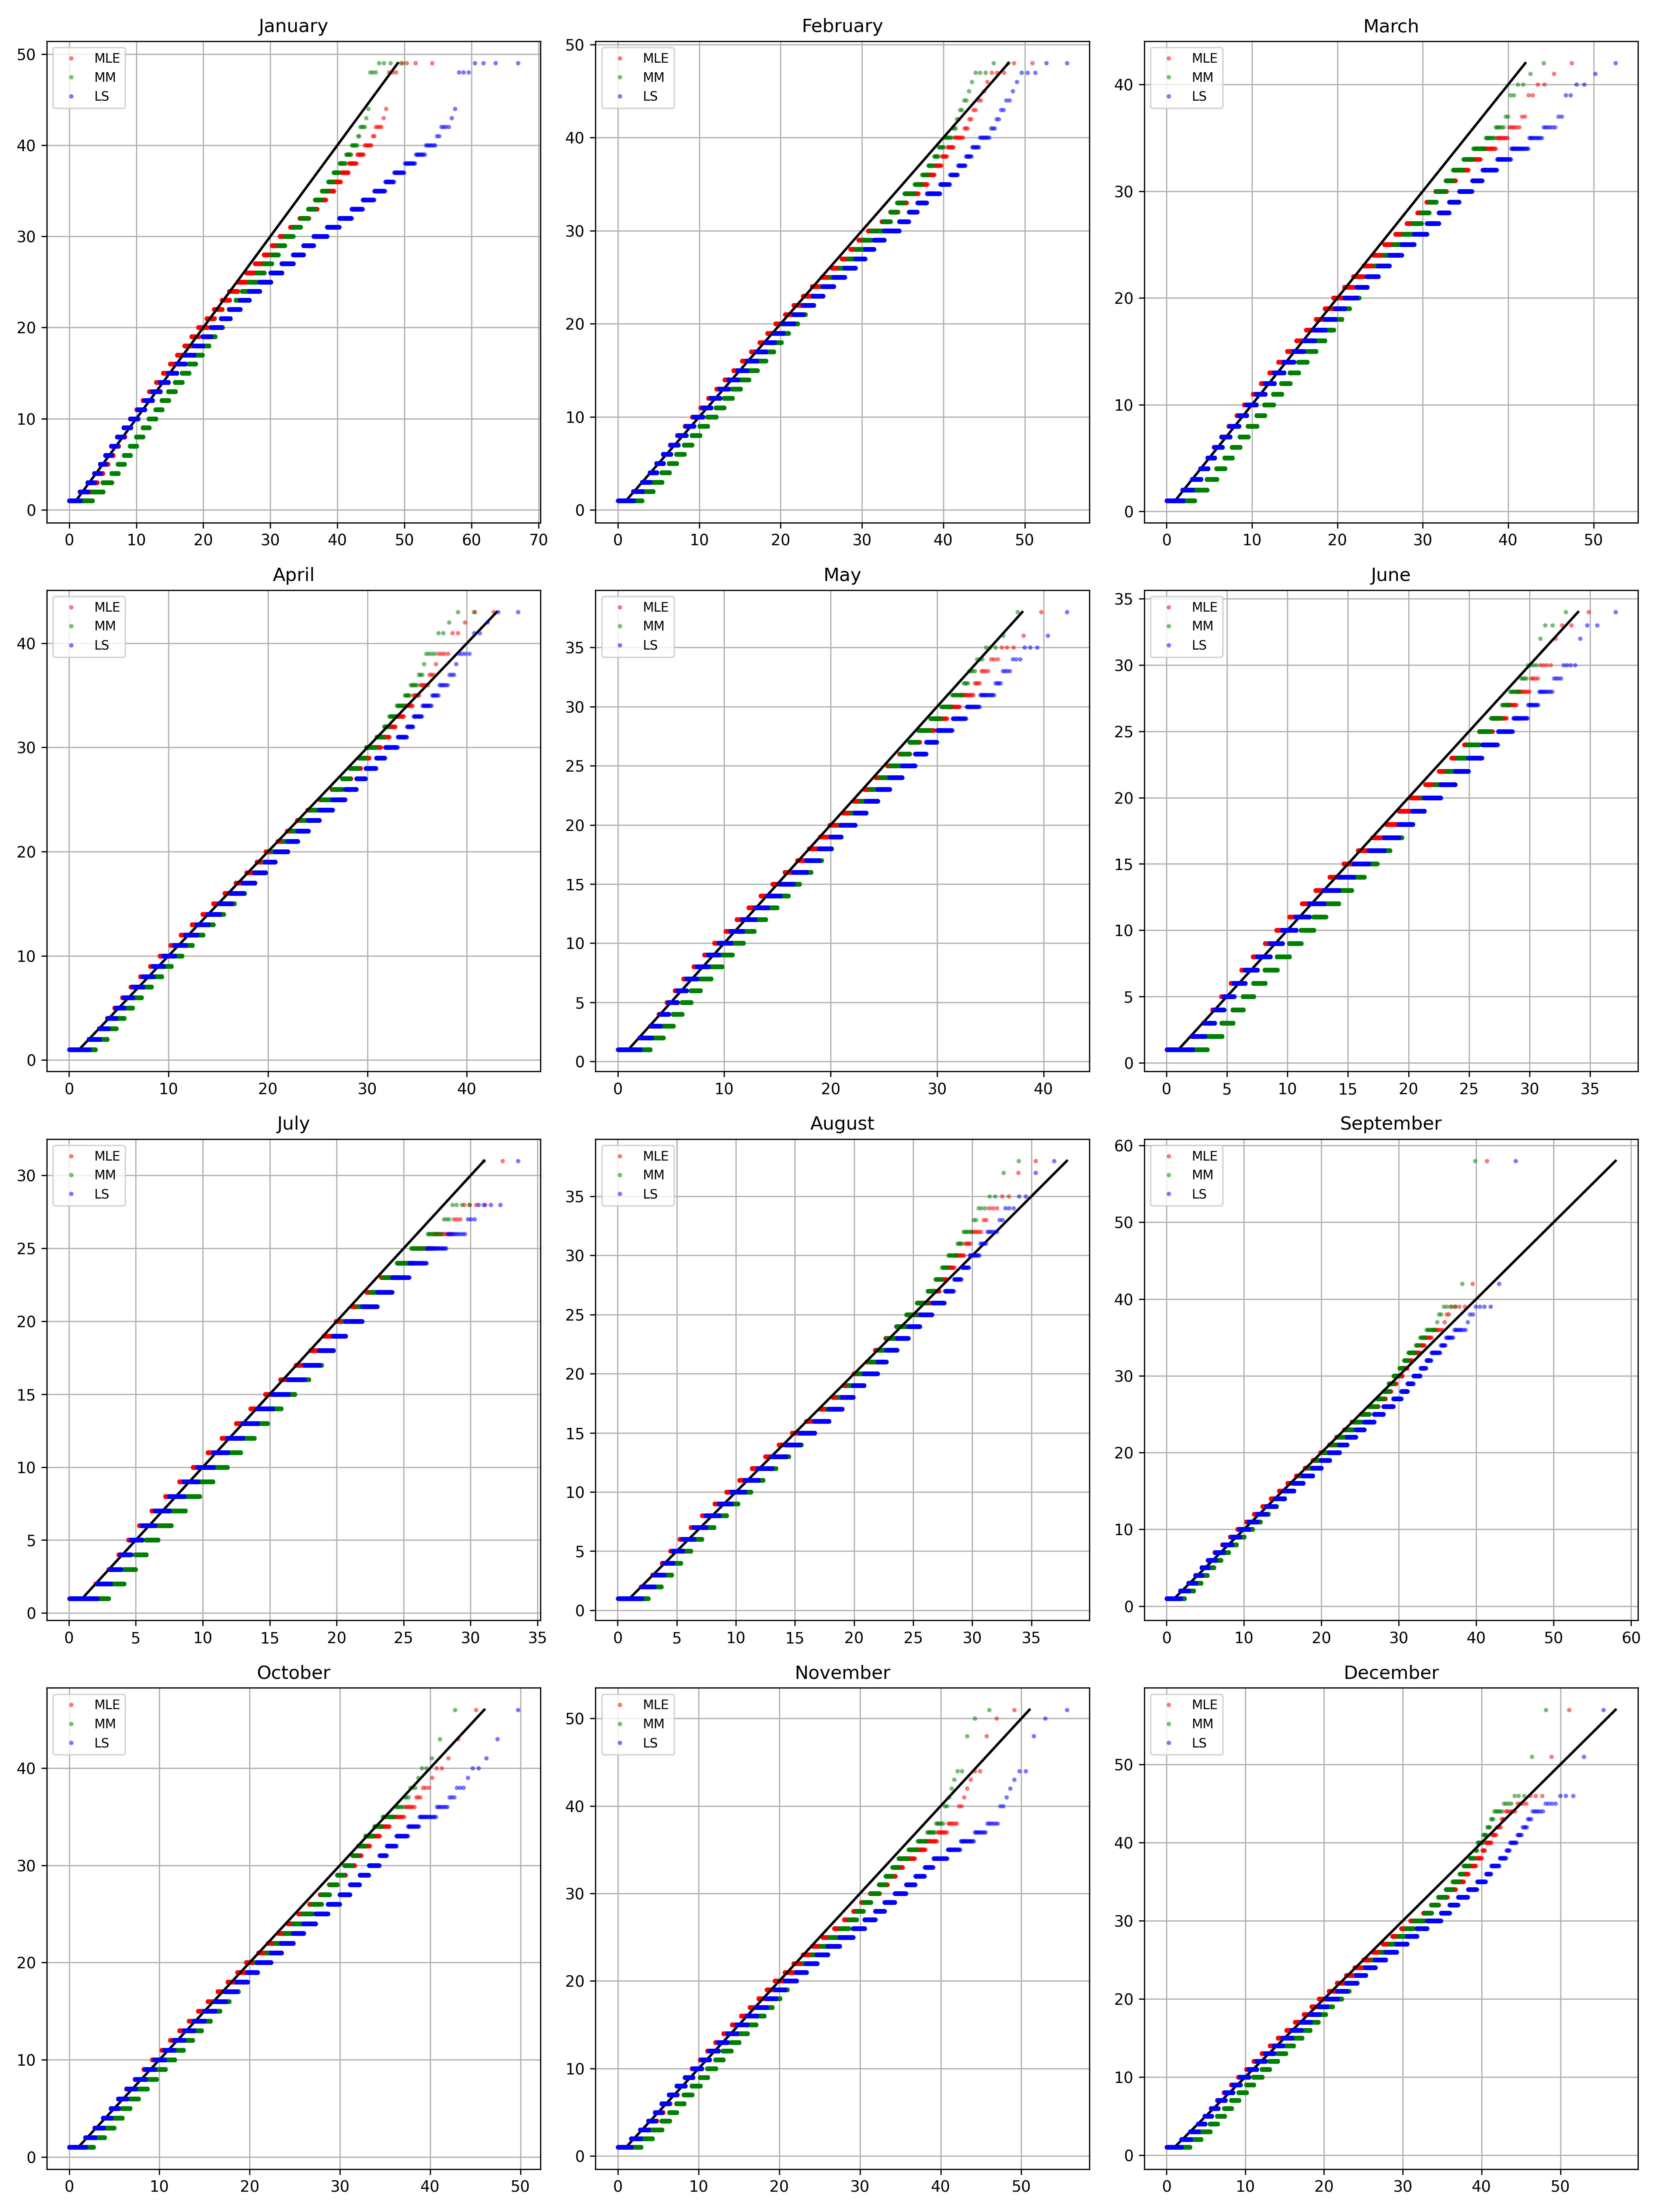 January February March
50
40
30
20
10
0
MLE
MM
LS
0 10 20 30 40 50 60 70
50
40
30
20
10
0
MLE
MM
LS
0 10 20 30 40 50
40
30
20
10
0
MLE
MM
LS
0 10 20 30 40 50
April May June
40
30
20
10
0
MLE
MM
LS
0 10 20 30 40
35
30
25
20
15
10
5
0
MLE
MM
LS
0 10 20 30 40
35
30
25
20
15
10
5
0
MLE
MM
LS
0 5 10 15 20 25 30 35
July August September
30
25
20
15
10
5
0
MLE
MM
LS
0 5 10 15 20 25 30 35
35
30
25
20
15
10
5
0
MLE
MM
LS
0 5 10 15 20 25 30 35
60
50
40
30
20
10
0
MLE
MM
LS
0 10 20 30 40 50 60
October November December
40
30
20
10
0
MLE
MM
LS
0 10 20 30 40 50
50
40
30
20
10
0
MLE
MM
LS
0 10 20 30 40 50
50
40
30
20
10
0
MLE
MM
LS
0 10 20 30 40 50